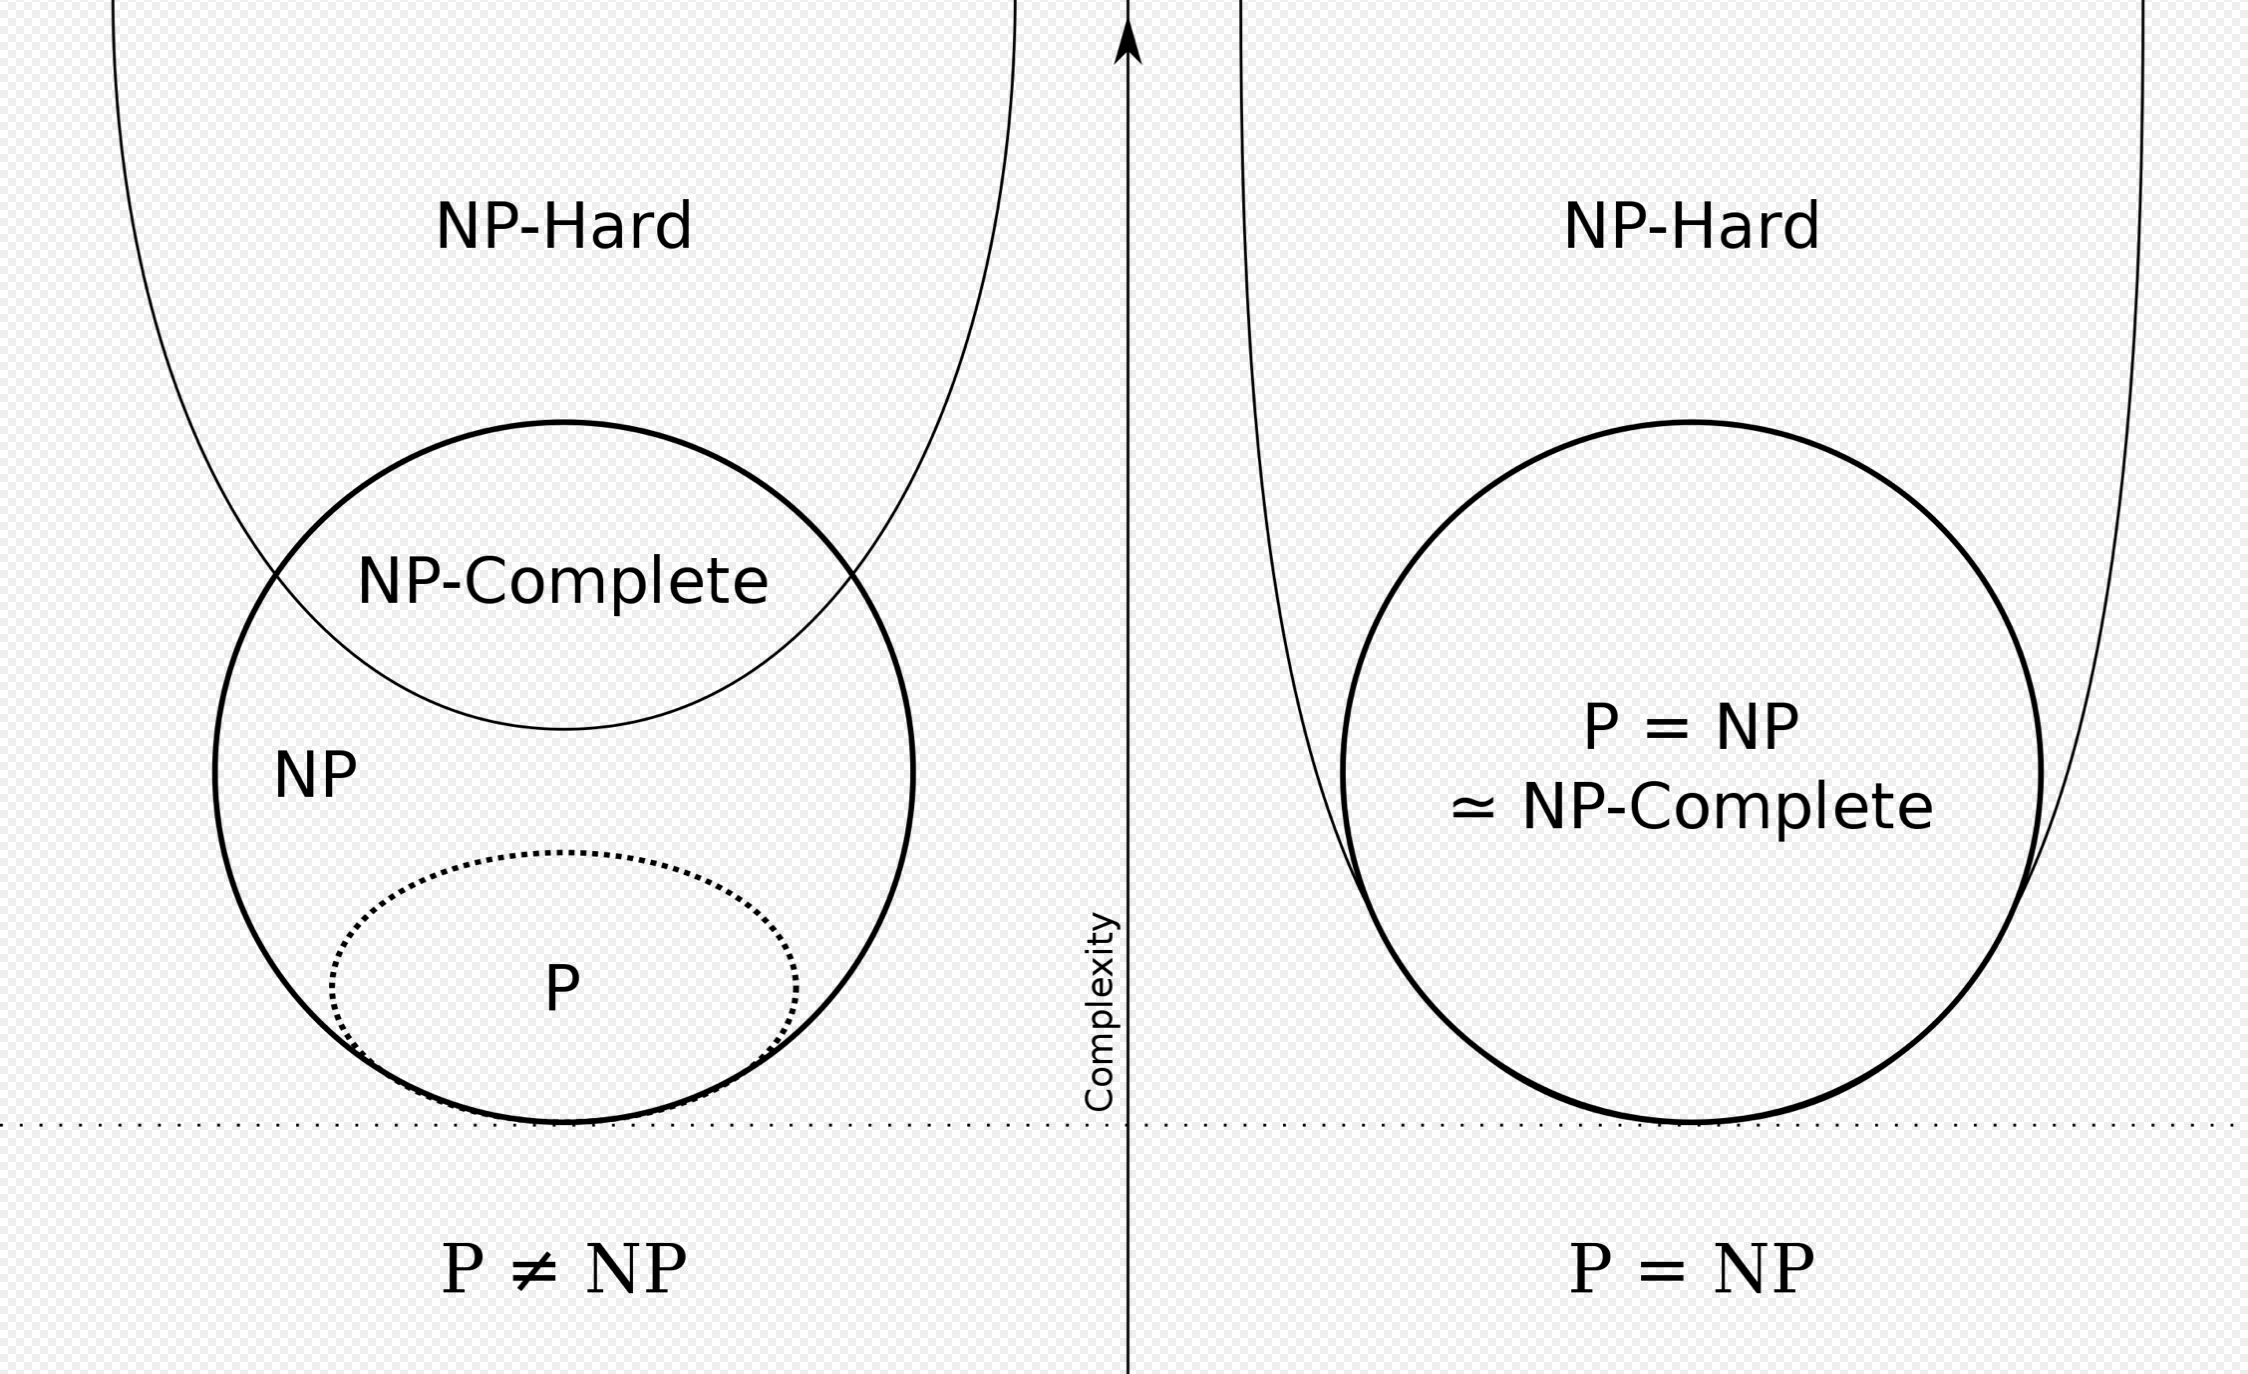 NP-Hard
NP-Complete
NP
P
P ≠ NP
Complexity
NP-Hard
P = NP
≃ NP-Complete
P = NP